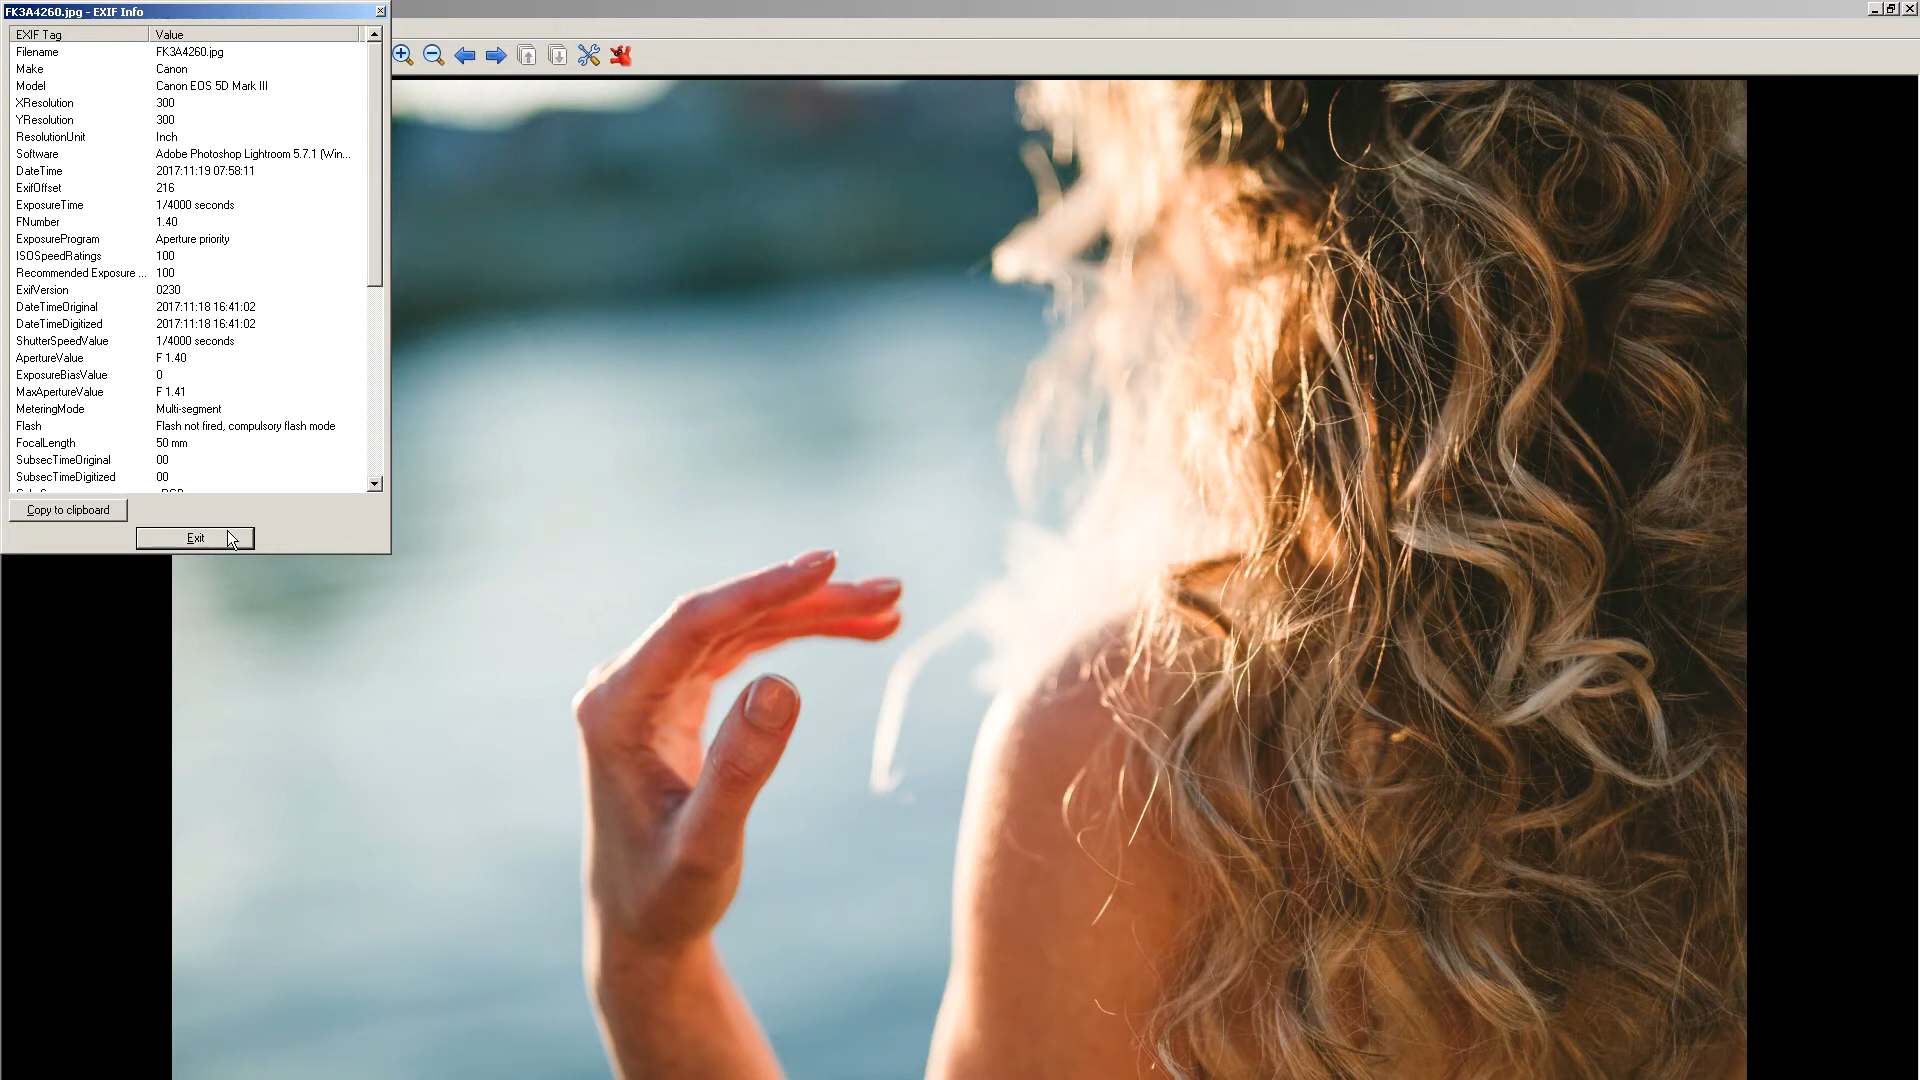 FK3A4260.jpg - EXIF Info
EXIF Tag Value
Filename FK3A4260.jpg
Make Canon
Model Canon EOS 5D Mark III
XResolution 300
YResolution 300
ResolutionUnit Inch
Software Adobe Photoshop Lightroom 5.7.1 (Win...
DateTime 2017:11:19 07:58:11
ExifOffset 216
ExposureTime 1/4000 seconds
FNumber 1.40
ExposureProgram Aperture priority
ISOSpeedRatings 100
Recommended Exposure ... 100
ExifVersion 0230
DateTimeOriginal 2017:11:18 16:41:02
DateTimeDigitized 2017:11:18 16:41:02
ShutterSpeedValue 1/4000 seconds
ApertureValue F 1.40
ExposureBiasValue 0
MaxApertureValue F 1.41
MeteringMode Multi-segment
Flash Flash not fired, compulsory flash mode
FocalLength 50 mm
SubsecTimeOriginal 00
SubsecTimeDigitized 00
Copy to clipboard
Exit